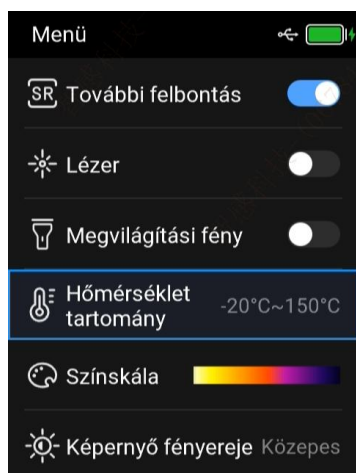 Menü
SR További felbontás
Lézer
Megvilágítási fény
Hőmérséklet
tartomány
-20°C~150°C
Színskála
Képernyő fényereje Közepes